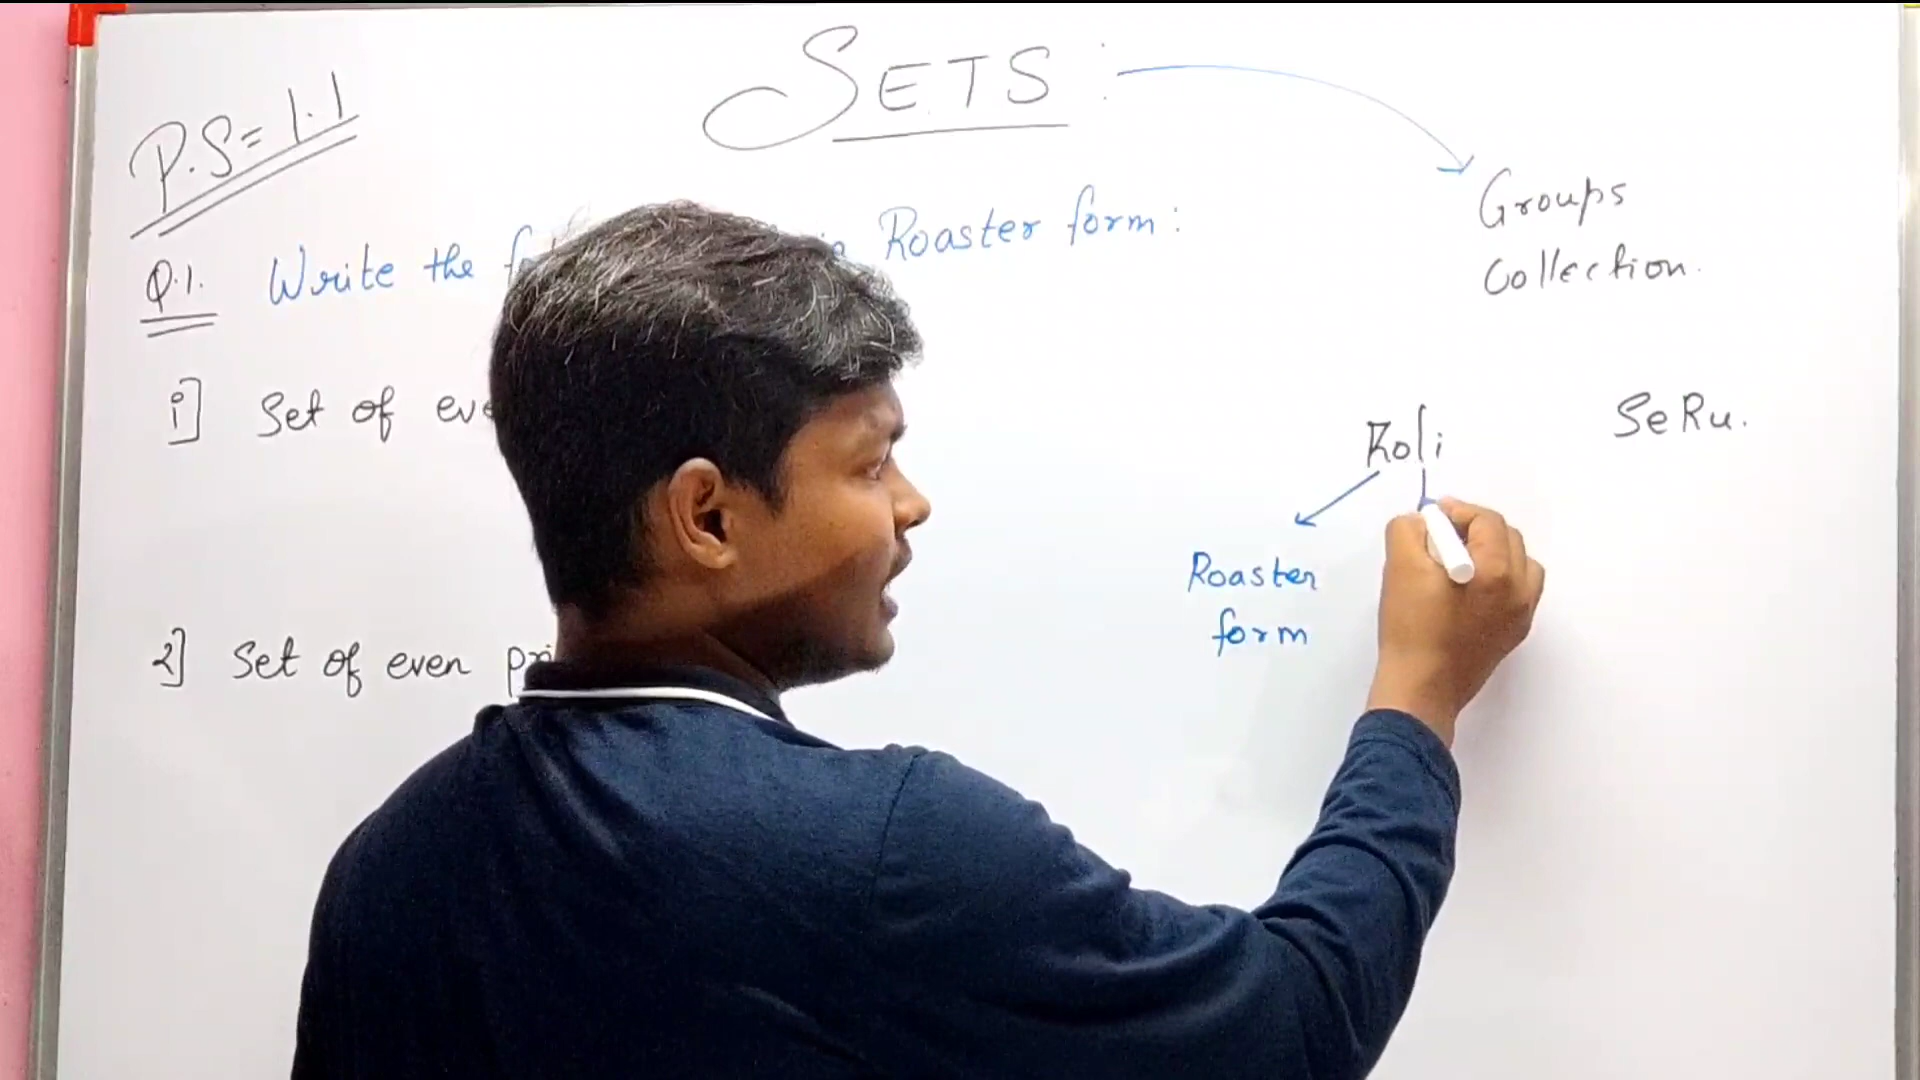 SETS :
P.S = 1.1
Groups
Collection.
Q.1. Write the Roaster form :
i] Set of
Roli
SeRu.
Roaster
form
2] Set of even